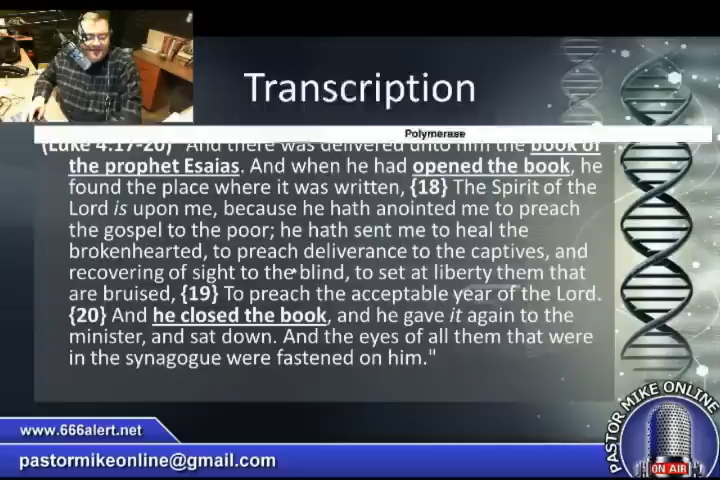 Transcription
Polymerase
(Luke 4:17-20) "And there was delivered unto him the book of
the prophet Esaias. And when he had opened the book, he
found the place where it was written, {18} The Spirit of the
Lord is upon me, because he hath anointed me to preach
the gospel to the poor; he hath sent me to heal the
brokenhearted, to preach deliverance to the captives, and
recovering of sight to the blind, to set at liberty them that
are bruised, {19} To preach the acceptable year of the Lord.
{20} And he closed the book, and he gave it again to the
minister, and sat down. And the eyes of all them that were
in the synagogue were fastened on him."
www.666alert.net
pastormikeonline@gmail.com
PASTOR MIKE ONLINE
ON AIR